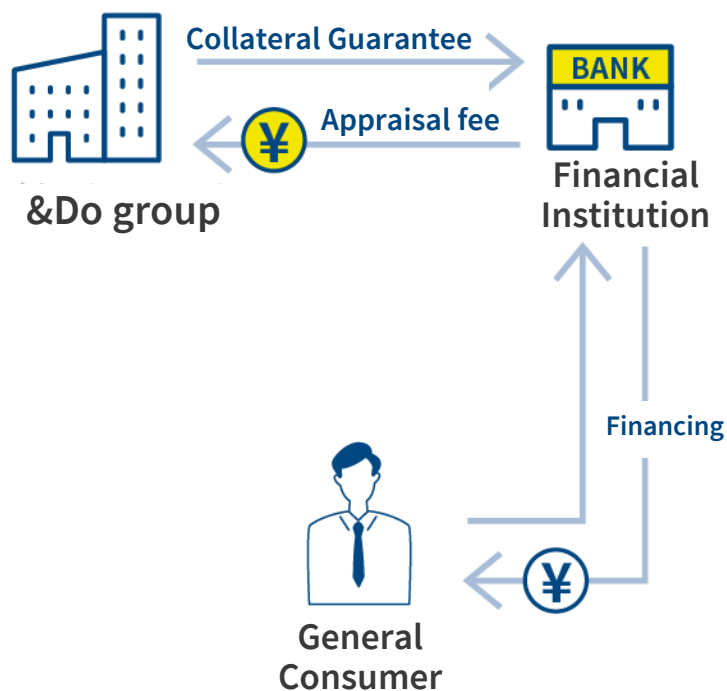 Collateral Guarantee
BANK
¥
Appraisal fee
&Do group
Financial
Institution
Financing
¥
General
Consumer